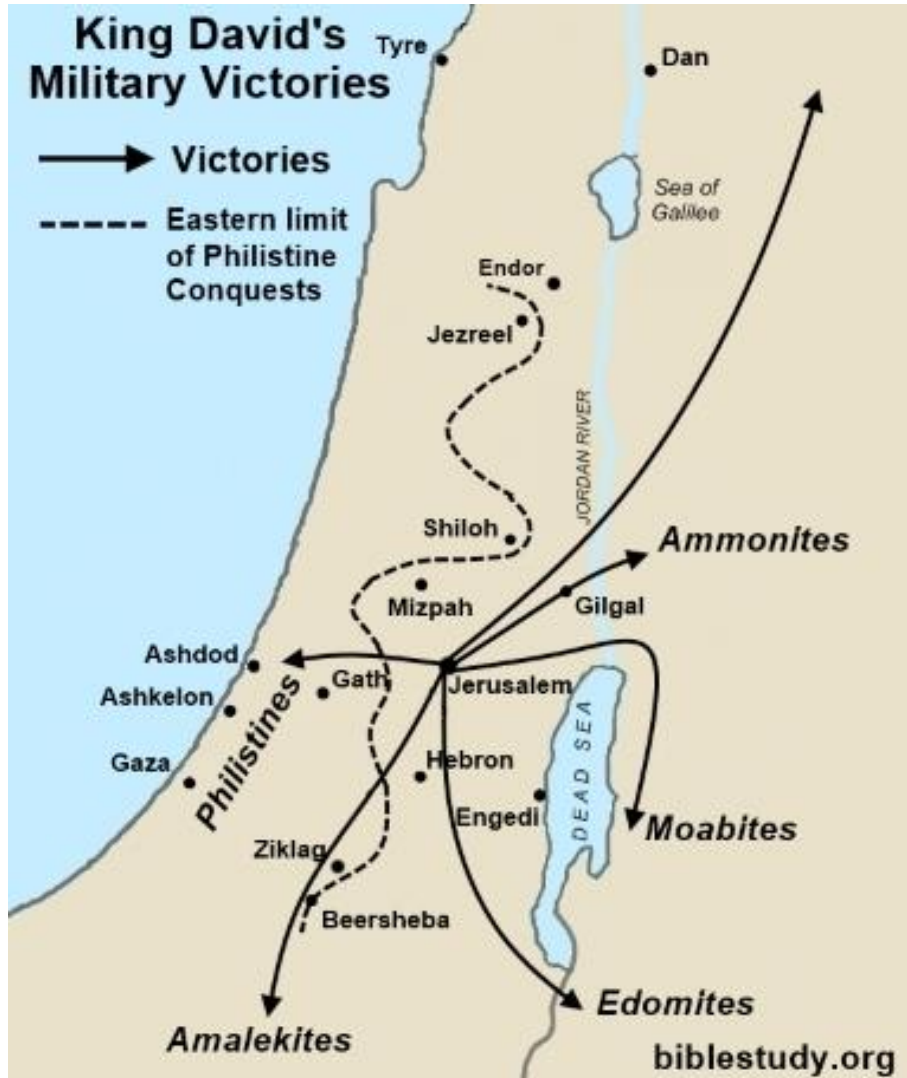 King David's
Military Victories
Victories
Eastern limit
of Philistine
Conquests
Tyre
Dan
Sea of
Galilee
Endor
Jezreel
JORDAN RIVER
Shiloh
Ammonites
Mizpah
Gilgal
Ashdod
Gath
Jerusalem
Ashkelon
Philistines
Gaza
Hebron
DEAD SEA
Engedi
Moabites
Ziklag
Beersheba
Edomites
Amalekites
biblestudy.org